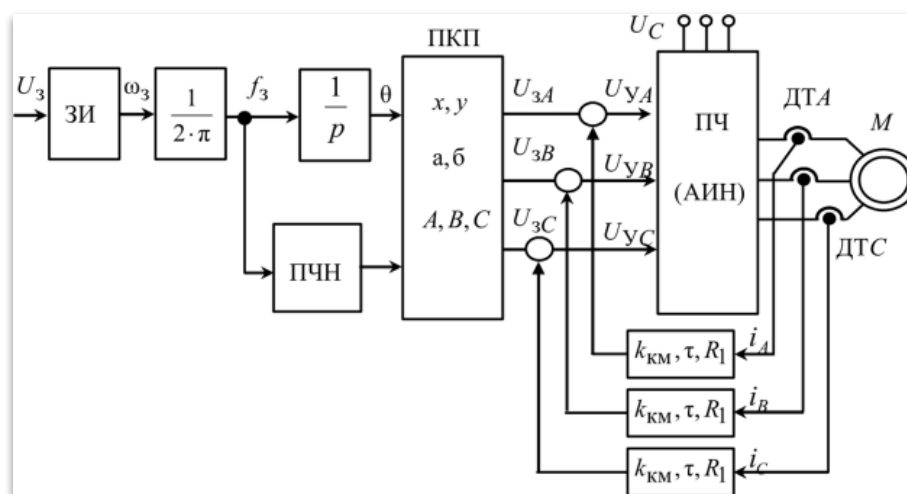 U_C
ПКП
U_З
ЗИ
ω_З
1
2 · π
f_З
1
p
θ
x, y
а, б
A, B, C
U_ЗA
U_УA
U_ЗB
U_УB
U_ЗC
U_УC
ПЧ
(АИН)
ДТA
M
ДТC
ПЧН
k_КМ, τ, R_1
i_A
k_КМ, τ, R_1
i_B
k_КМ, τ, R_1
i_C